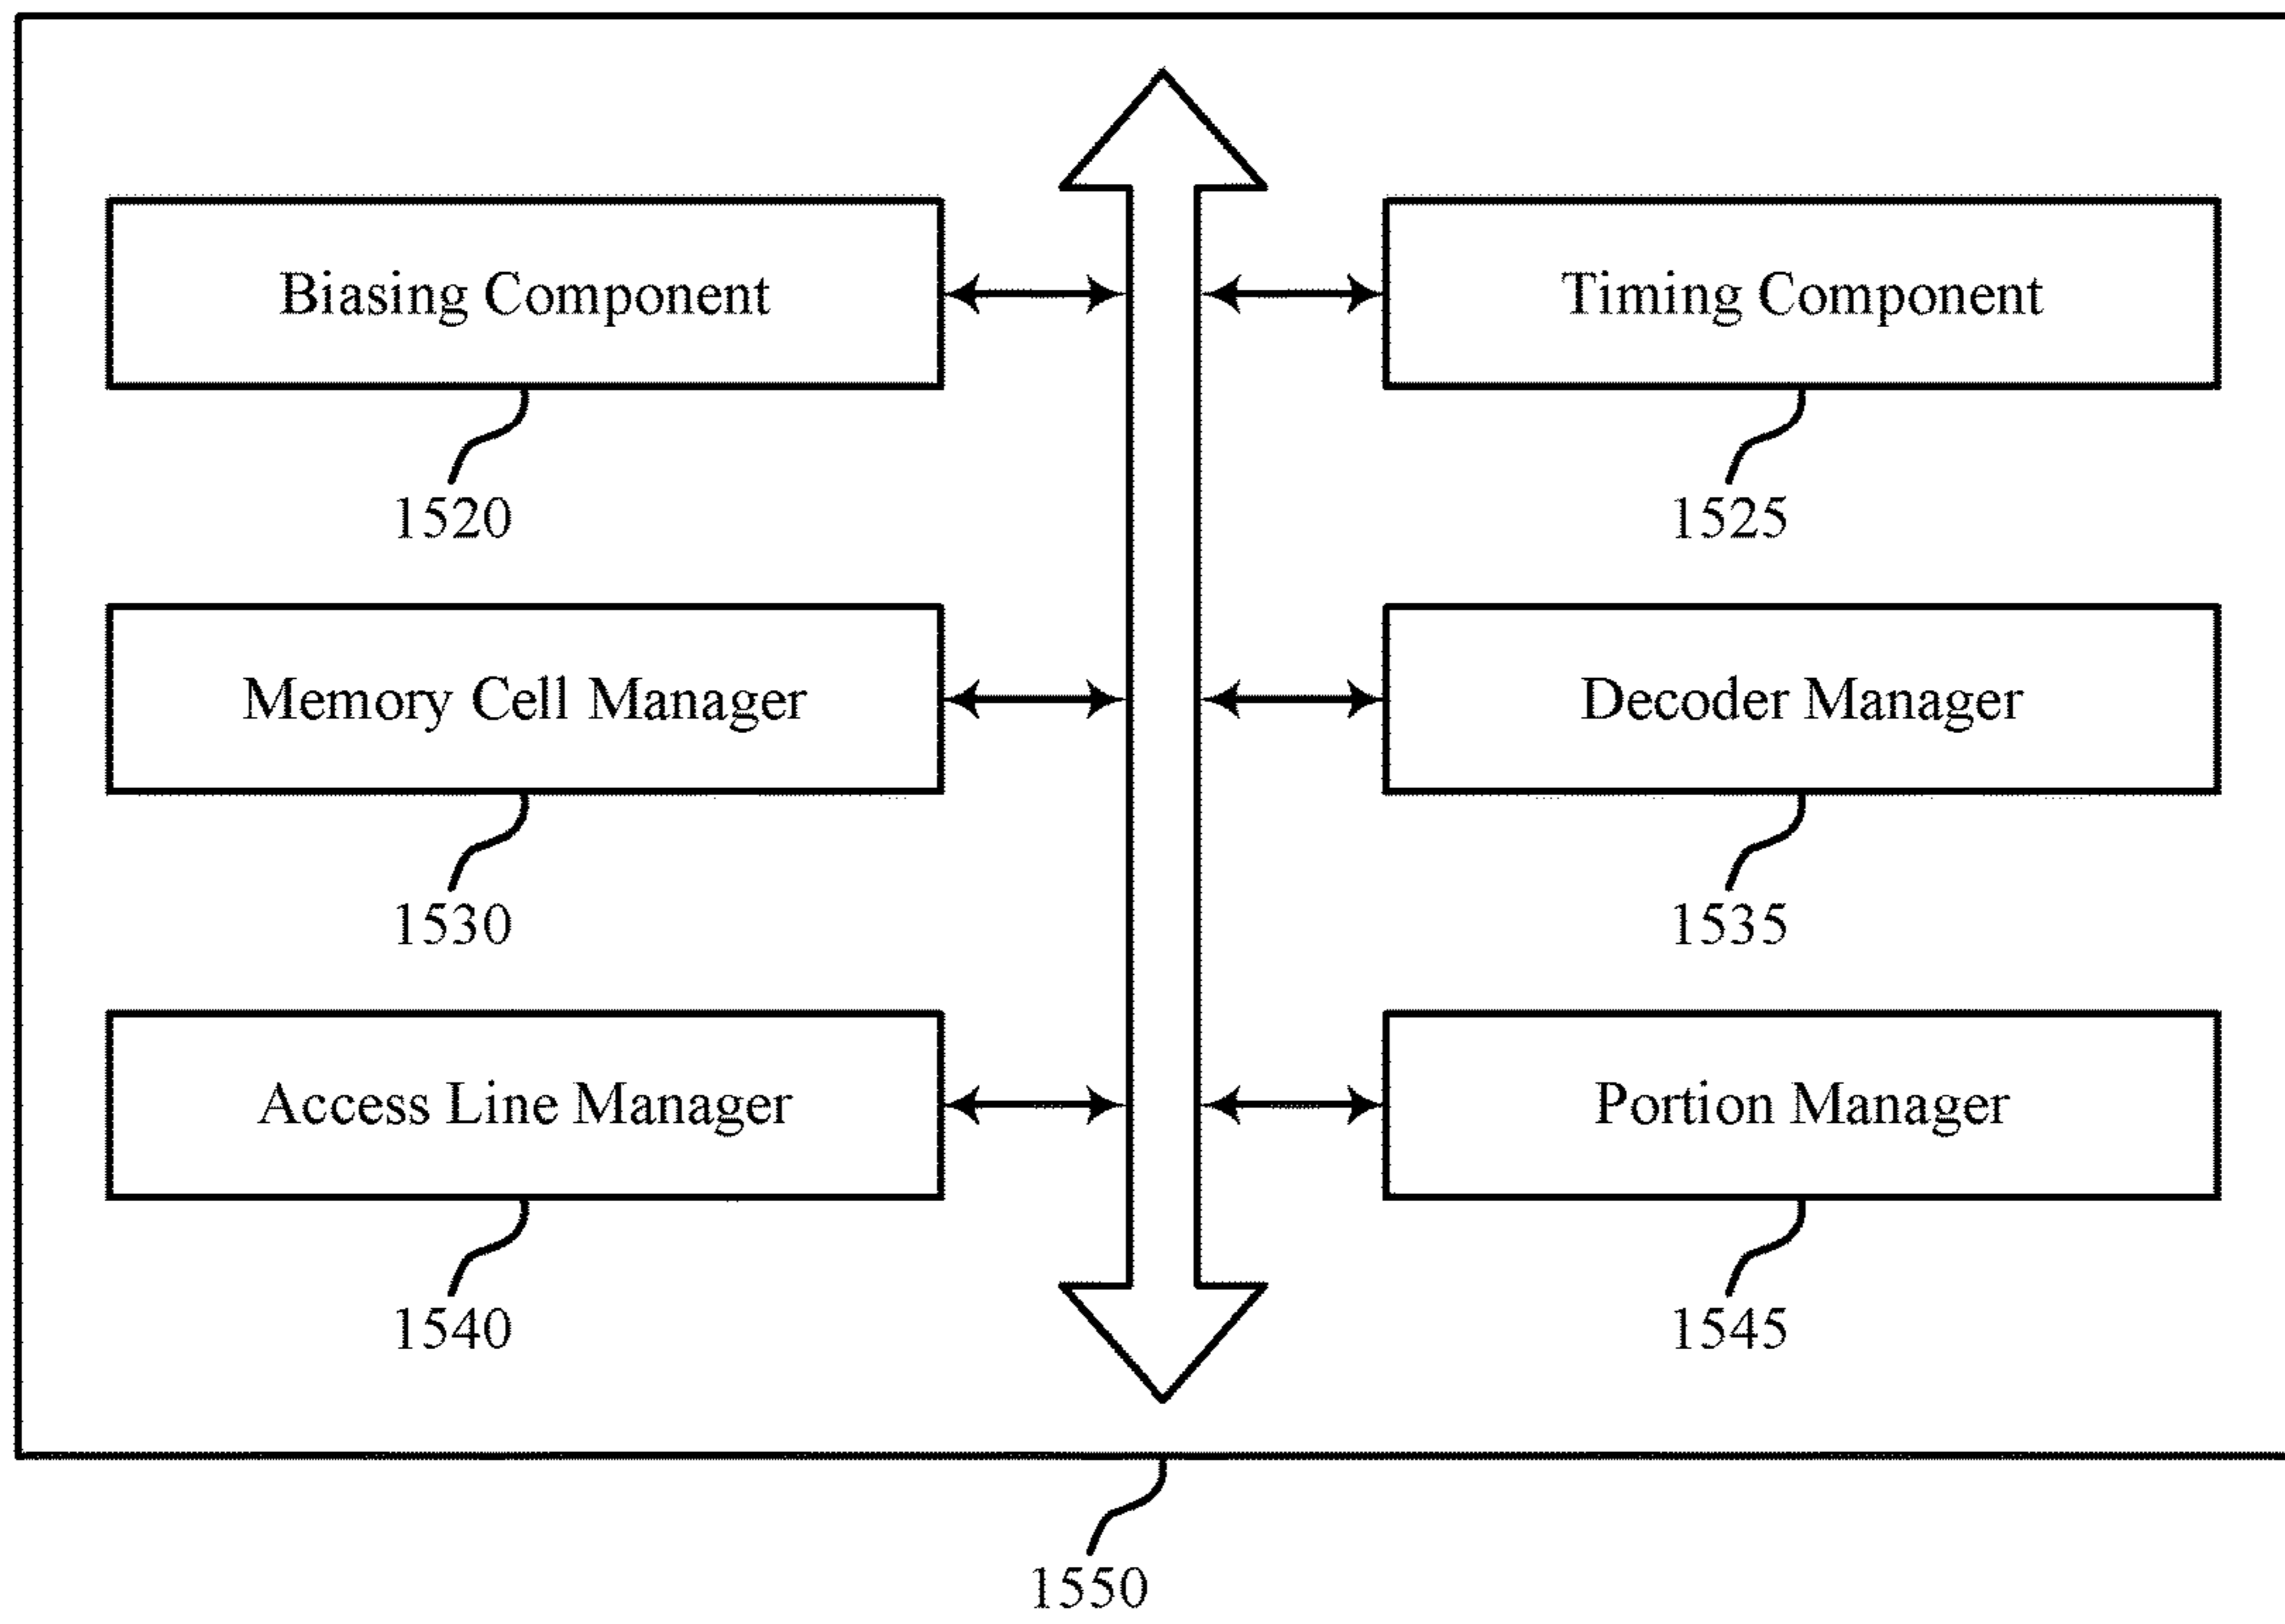 Biasing Component
Timing Component
1520
1525
Memory Cell Manager
Decoder Manager
1530
1535
Access Line Manager
Portion Manager
1540
1545
1550